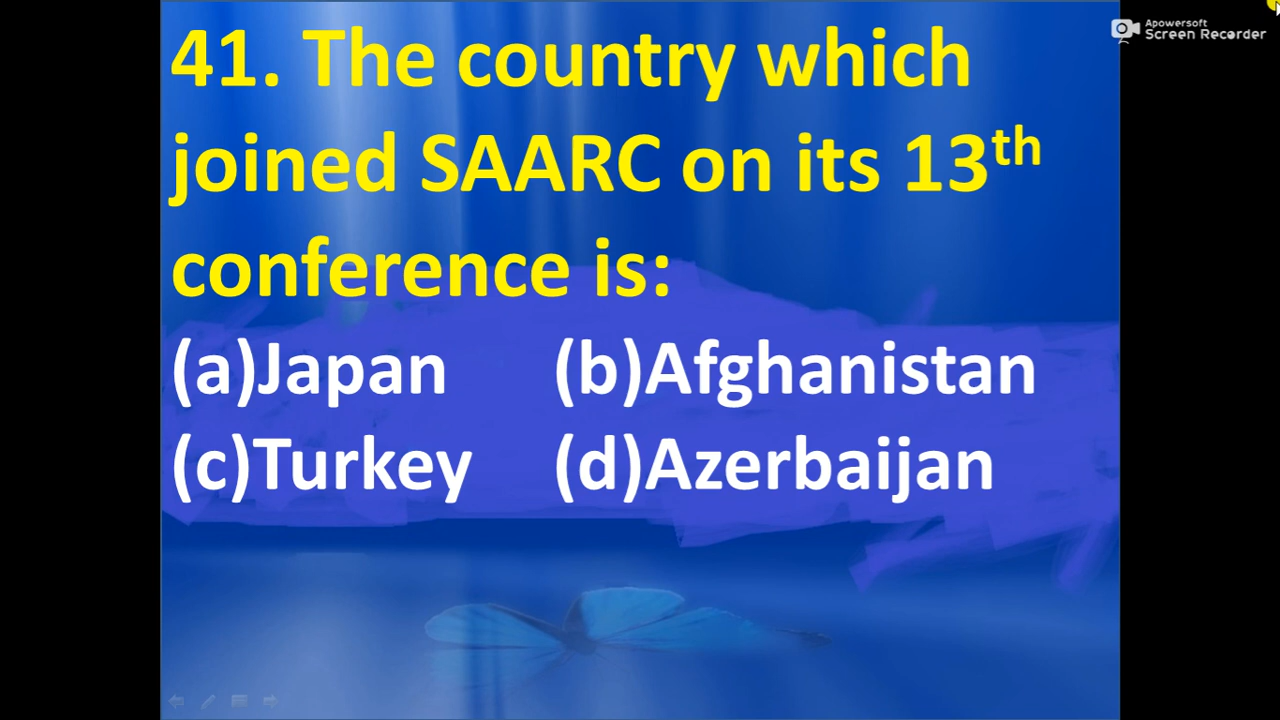 Apowersoft
Screen Recorder
41. The country which
joined SAARC on its 13th
conference is:
(a)Japan (b)Afghanistan
(c)Turkey (d)Azerbaijan